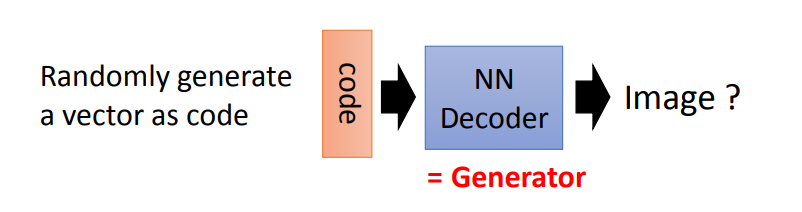 Randomly generate
a vector as code
code
NN
Decoder
Image ?
= Generator